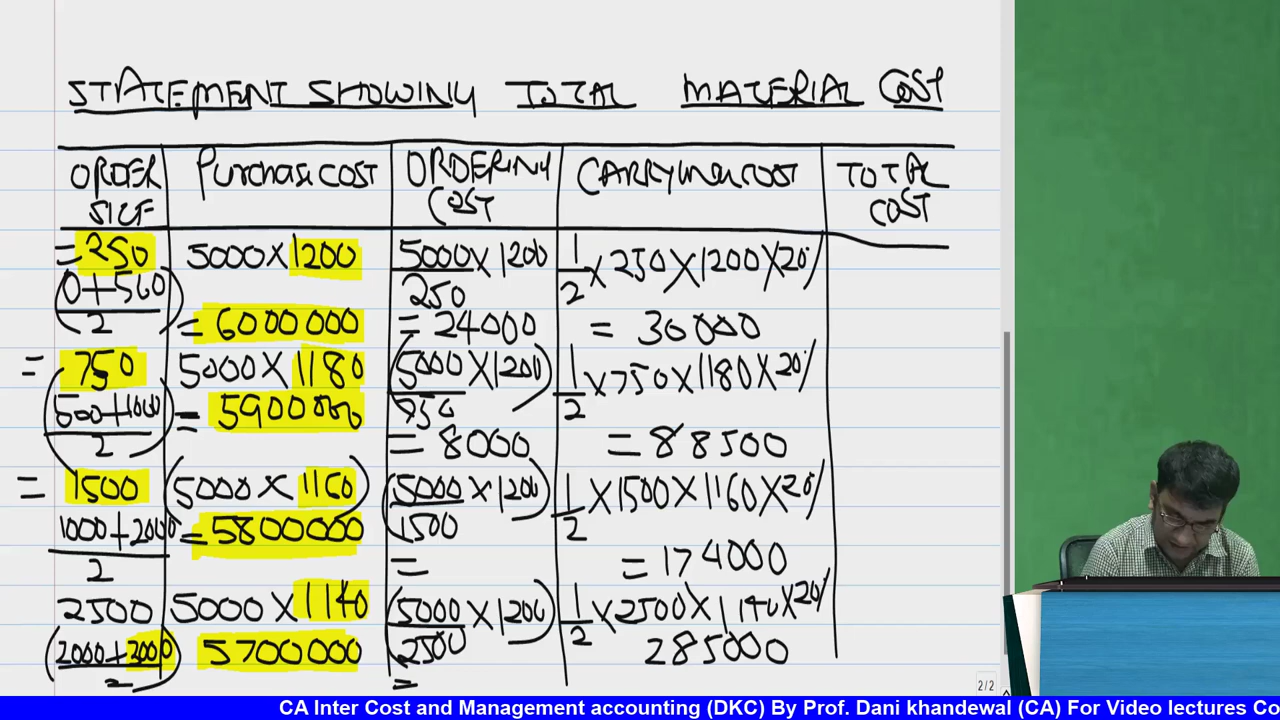 STATEMENT SHOWING TOTAL MATERIAL COST
ORDER SIZE
PURCHASE COST
ORDERING COST
CARRYING COST
TOTAL COST
= 250
(0+500)
2
5000 X 1200
= 6000000
5000 X 1200
250
= 24000
1 X 250 X 1200 X 20%
2
= 30000
= 750
(500+1000)
2
5000 X 1180
= 5900000
(5000 X 1200)
750
= 8000
1 X 750 X 1180 X 20%
2
= 88500
= 1500
1000+2000
2
(5000 X 1160)
= 5800000
(5000 X 1200)
1500
=
1 X 1500 X 1160 X 20%
2
= 174000
2500
(2000+3000)
2
5000 X 1140
5700000
(5000 X 1200)
2500
=
1 X 2500 X 1140 X 20%
2
285000
2/2
CA Inter Cost and Management accounting (DKC) By Prof. Dani khandewal (CA) For Video lectures Co